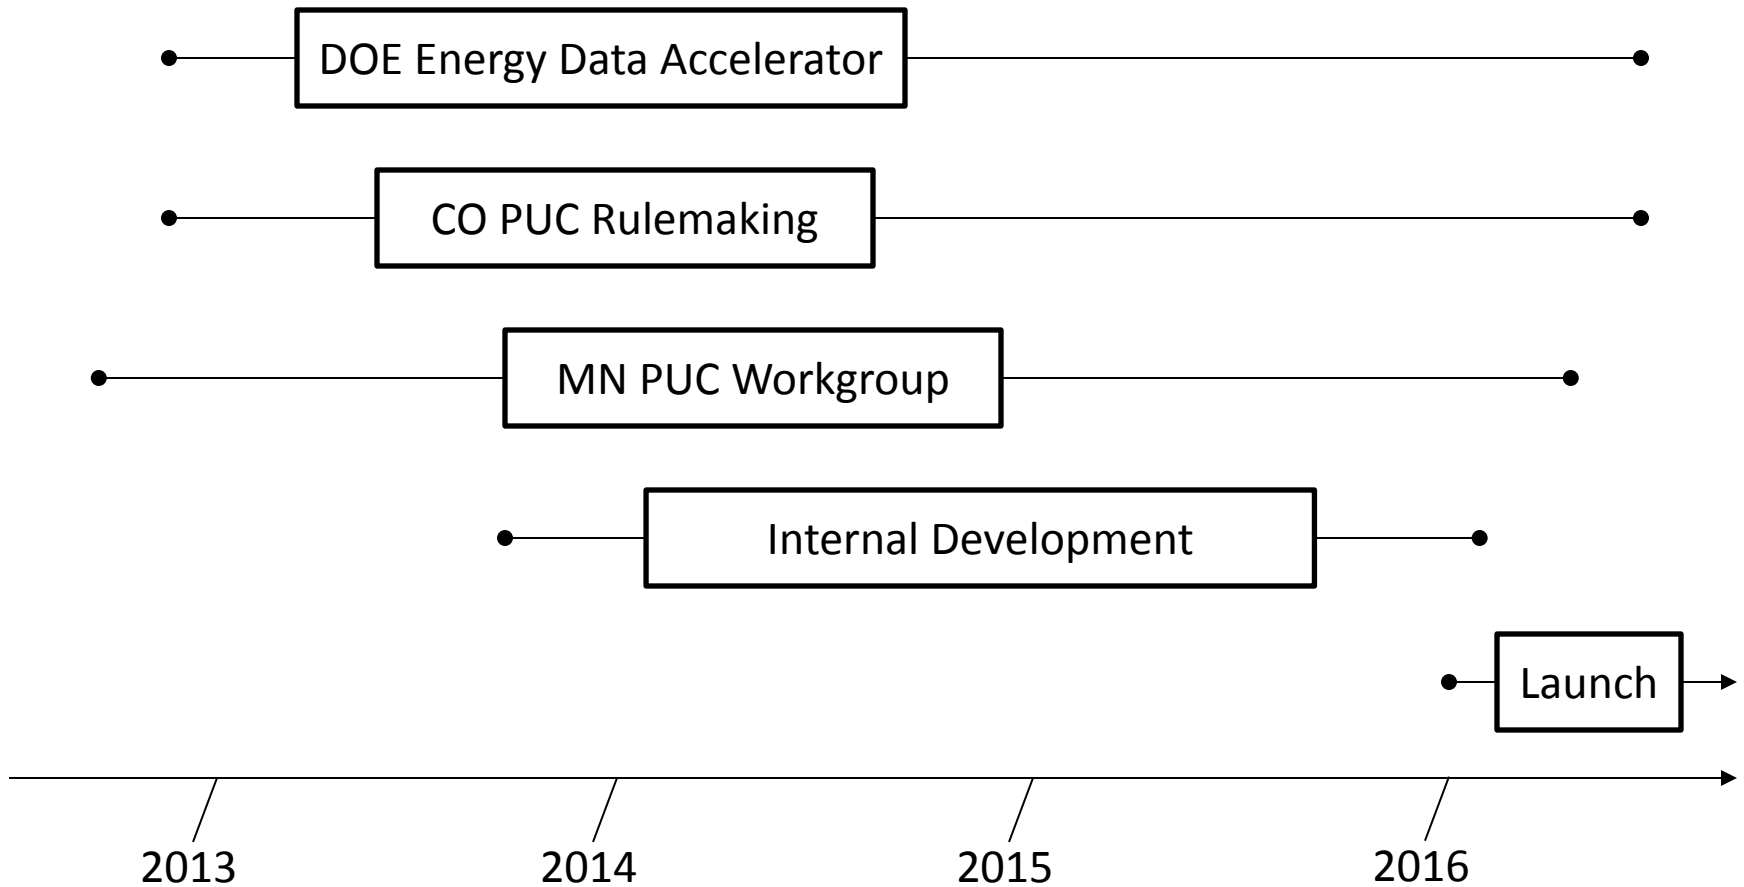 DOE Energy Data Accelerator
CO PUC Rulemaking
MN PUC Workgroup
Internal Development
Launch
2013 2014 2015 2016